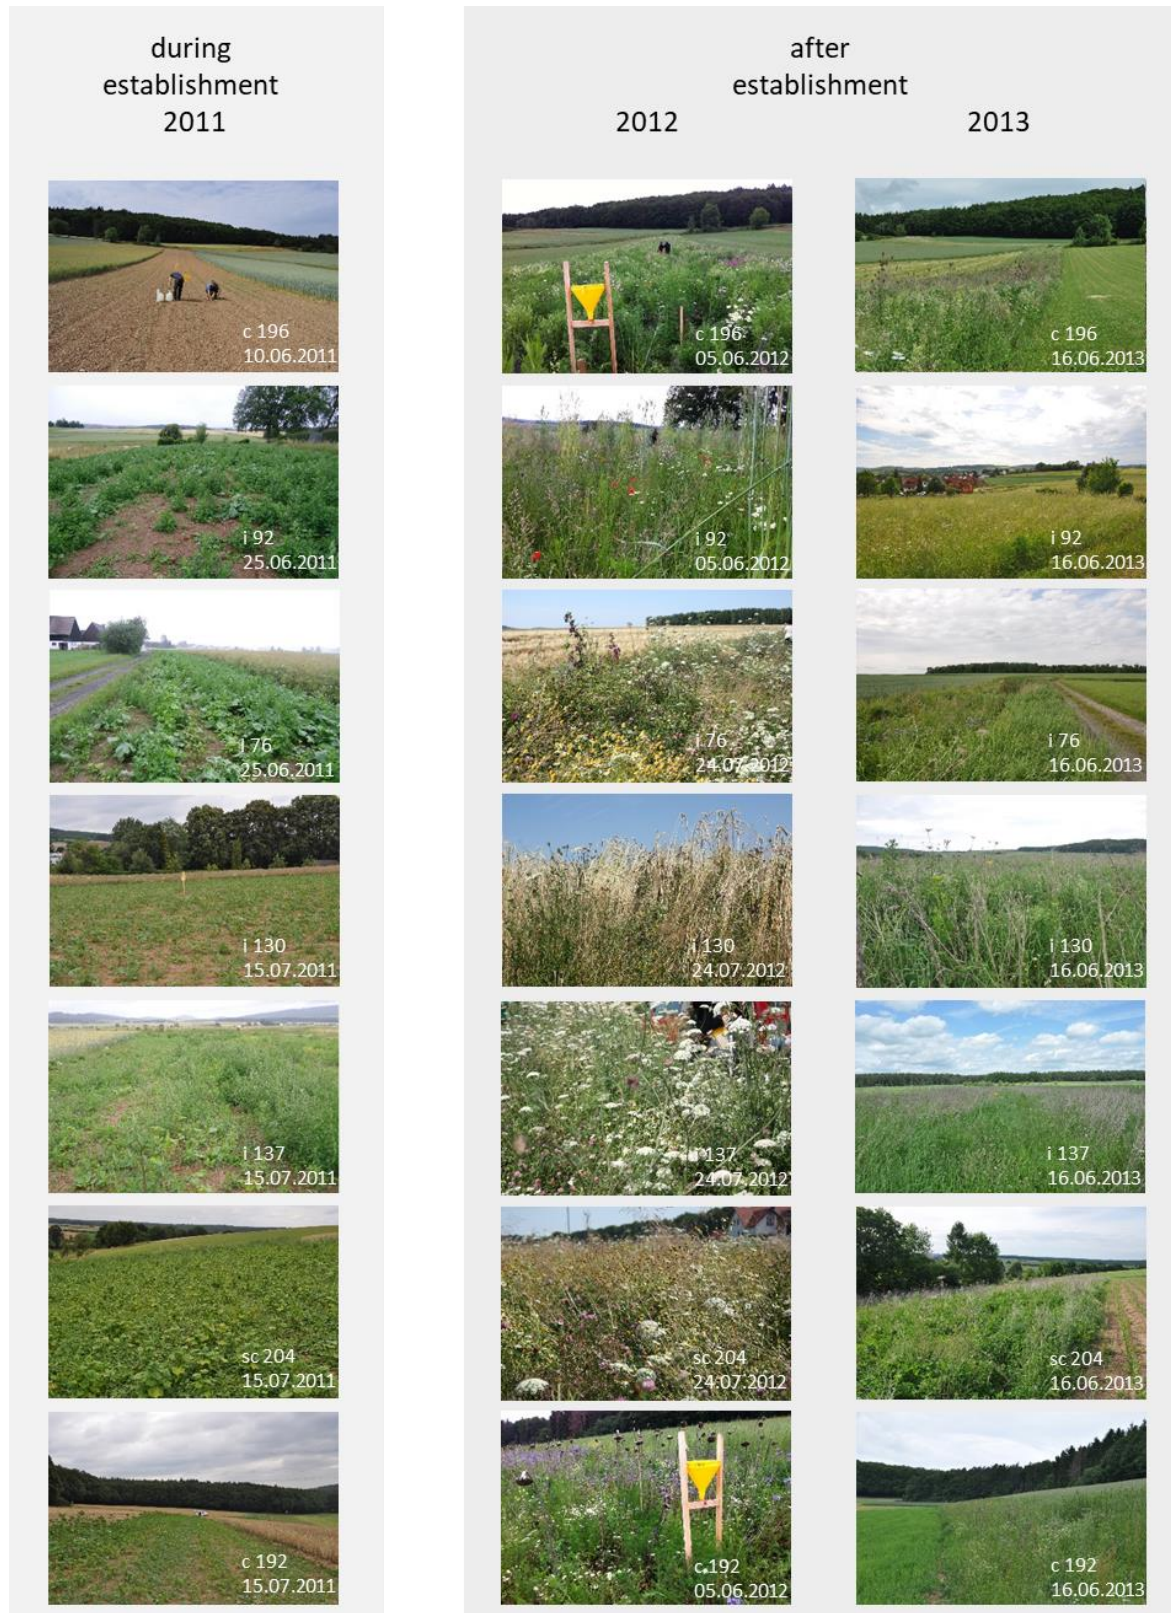 during
establishment
2011
after
establishment
2012
2013
c 196
10.06.2011
c 196
05.06.2012
c 196
16.06.2013
i 92
25.06.2011
i 92
05.06.2012
i 92
16.06.2013
i 76
25.06.2011
i 76
24.07.2012
i 76
16.06.2013
i 130
15.07.2011
i 130
24.07.2012
i 130
16.06.2013
i 137
15.07.2011
i 137
24.07.2012
i 137
16.06.2013
sc 204
15.07.2011
sc 204
24.07.2012
sc 204
16.06.2013
c 192
15.07.2011
c 192
05.06.2012
c 192
16.06.2013